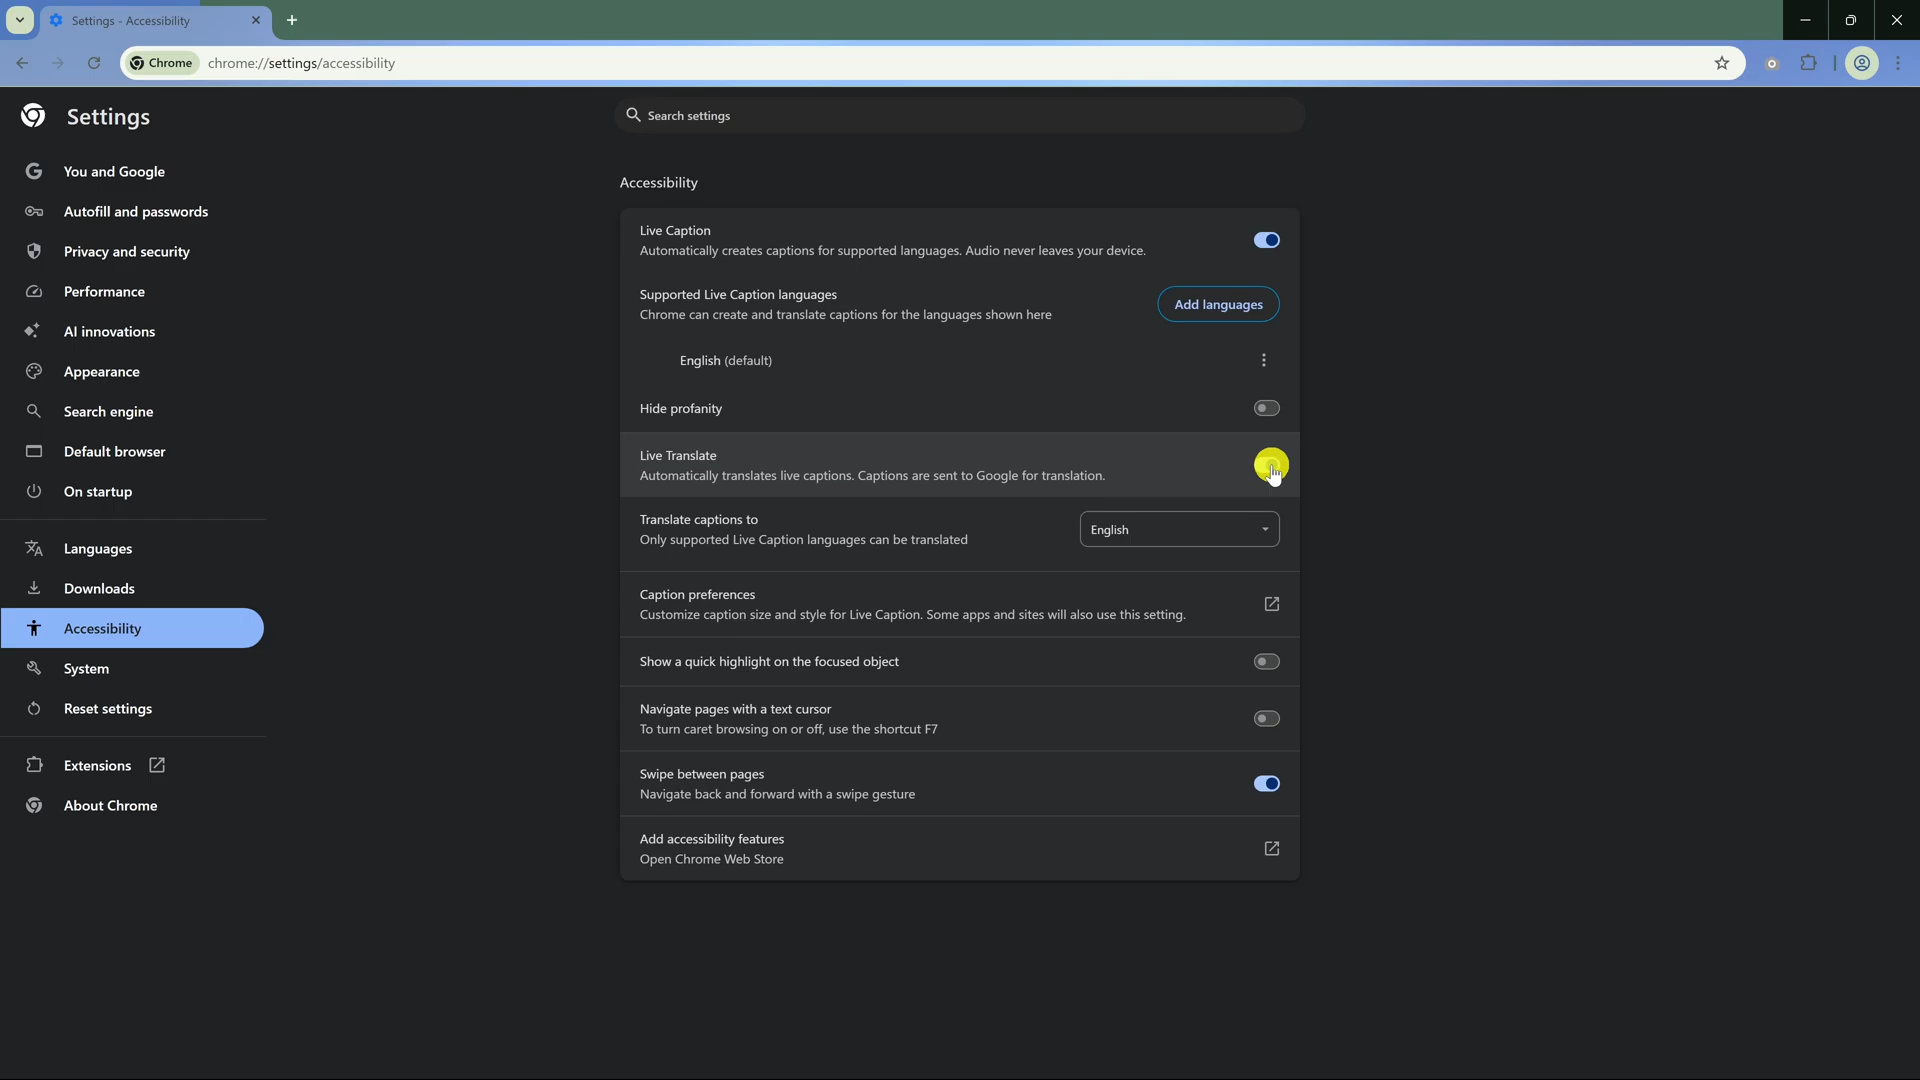 Settings - Accessibility
Chrome
chrome://settings/accessibility
Settings
Search settings
You and Google
Autofill and passwords
Privacy and security
Performance
AI innovations
Appearance
Search engine
Default browser
On startup
Languages
Downloads
Accessibility
System
Reset settings
Extensions
About Chrome
Accessibility
Live Caption
Automatically creates captions for supported languages. Audio never leaves your device.
Supported Live Caption languages
Chrome can create and translate captions for the languages shown here
Add languages
English (default)
Hide profanity
Live Translate
Automatically translates live captions. Captions are sent to Google for translation.
Translate captions to
Only supported Live Caption languages can be translated
English
Caption preferences
Customize caption size and style for Live Caption. Some apps and sites will also use this setting.
Show a quick highlight on the focused object
Navigate pages with a text cursor
To turn caret browsing on or off, use the shortcut F7
Swipe between pages
Navigate back and forward with a swipe gesture
Add accessibility features
Open Chrome Web Store